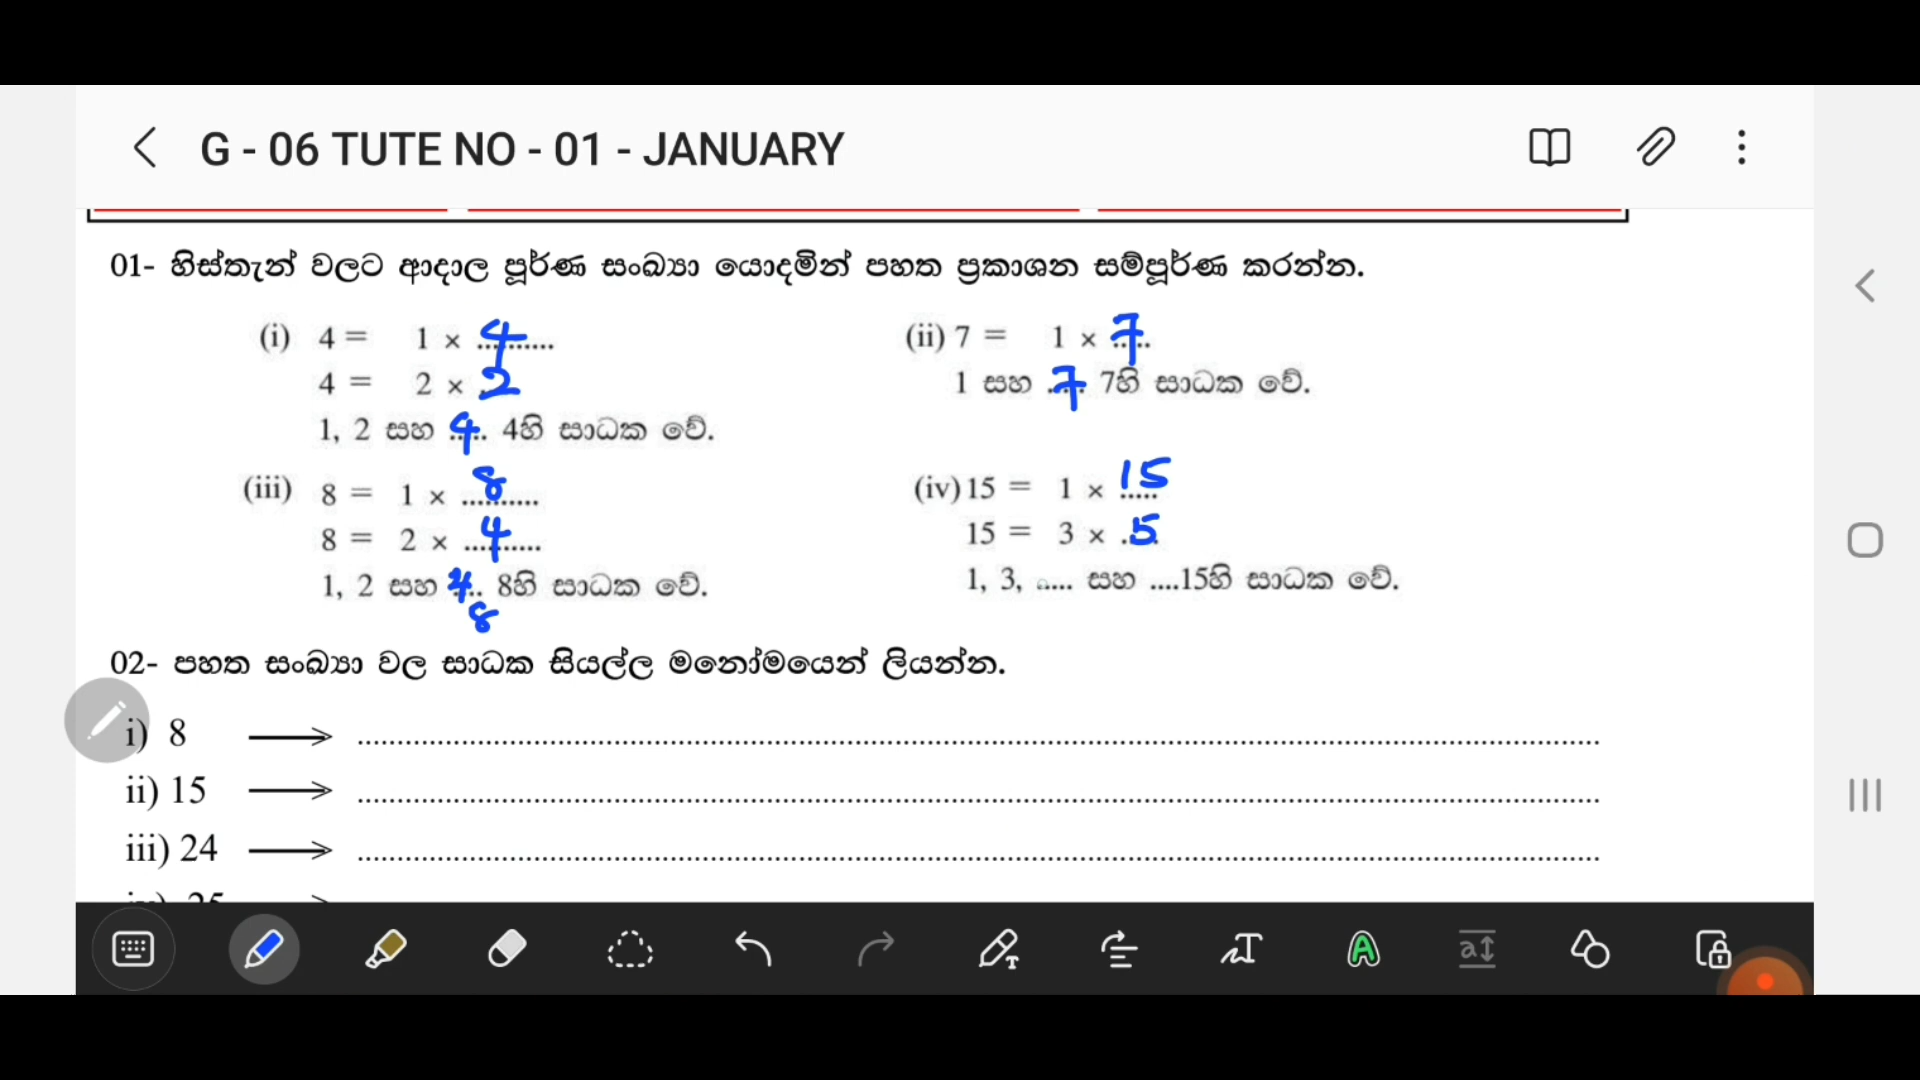 G - 06 TUTE NO - 01 - JANUARY
01- හිස්තැන් වලට ආදාල පූර්ණ සංඛ්‍යා යොදමින් පහත ප්‍රකාශන සම්පූර්ණ කරන්න.
(i) 4 = 1 × 4
4 = 2 × 2
1, 2 සහ 4 4හි සාධක වේ.
(ii) 7 = 1 × 7
1 සහ 7 7හි සාධක වේ.
(iii) 8 = 1 × 8
8 = 2 × 4
1, 2 සහ 4 8හි සාධක වේ.
8
(iv) 15 = 1 × 15
15 = 3 × 5
1, 3, ..... සහ ....15හි සාධක වේ.
02- පහත සංඛ්‍යා වල සාධක සියල්ල මනෝමයෙන් ලියන්න.
i) 8
ii) 15
iii) 24